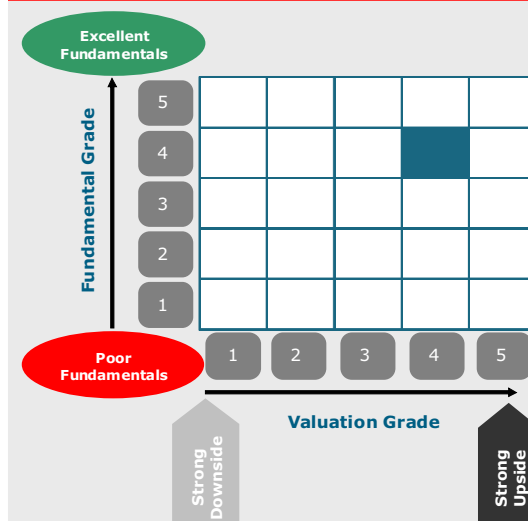 Excellent
Fundamentals
Fundamental Grade
5
4
3
2
1
Poor
Fundamentals
1 2 3 4 5
Valuation Grade
Strong
Downside
Strong
Upside